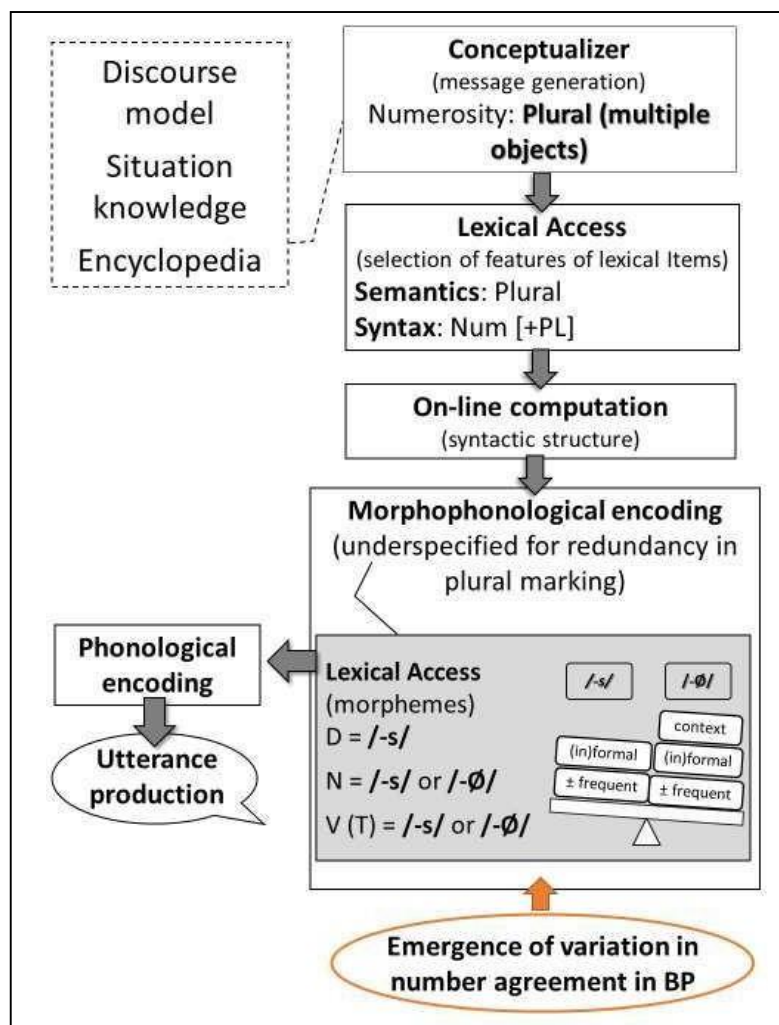 Discourse
model
Situation
knowledge
Encyclopedia
Conceptualizer
(message generation)
Numerosity: Plural (multiple
objects)
Lexical Access
(selection of features of lexical Items)
Semantics: Plural
Syntax: Num [+PL]
On-line computation
(syntactic structure)
Morphophonological encoding
(underspecified for redundancy in
plural marking)
Lexical Access
(morphemes)
D = /-s/
N = /-s/ or /-Ø/
V (T) = /-s/ or /-Ø/
/-s/
/-Ø/
context
(in)formal
(in)formal
± frequent
± frequent
Phonological
encoding
Utterance
production
Emergence of variation in
number agreement in BP